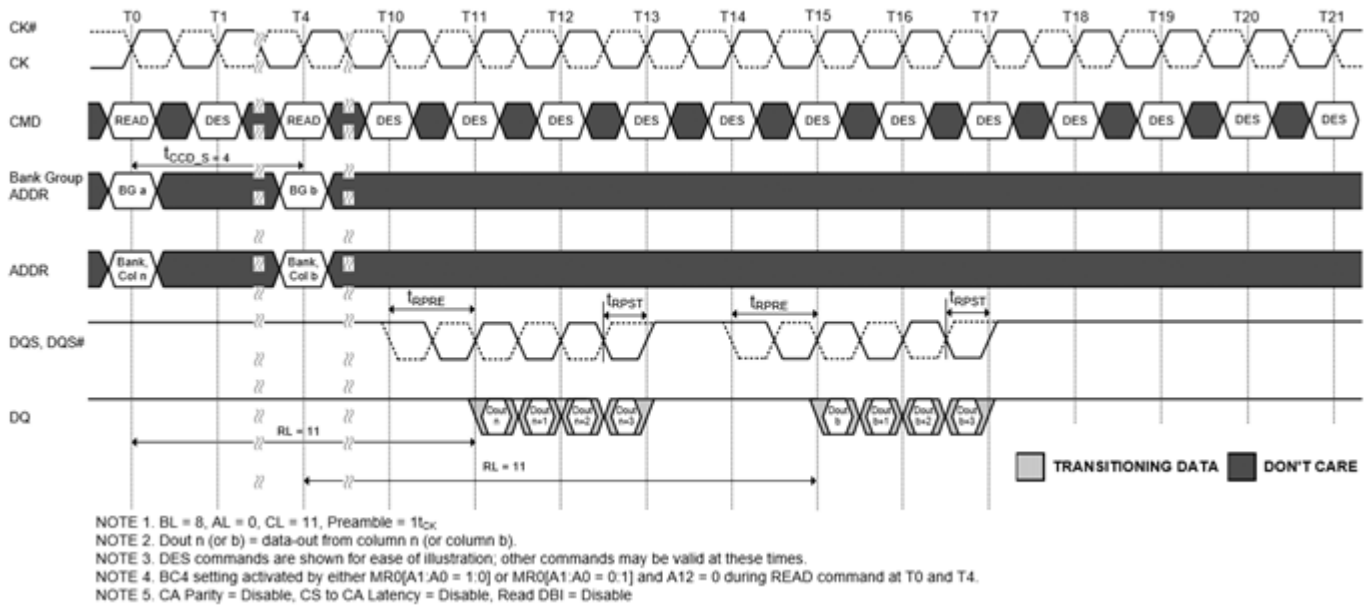 T0 T1 T4 T10 T11 T12 T13 T14 T15 T16 T17 T18 T19 T20 T21
CK#
CK
CMD READ DES READ DES DES DES DES DES DES DES DES DES DES DES DES
tCCD_S = 4
Bank Group
ADDR
BG a BG b
ADDR
Bank,
Col n
Bank,
Col b
tRPRE tRPST tRPRE tRPST
DQS, DQS#
DQ
Dout
n
Dout
n=1
Dout
n=2
Dout
n=3
Dout
b
Dout
b=1
Dout
b=2
Dout
b=3
RL = 11
RL = 11
TRANSITIONING DATA DON'T CARE
NOTE 1. BL = 8, AL = 0, CL = 11, Preamble = 1tCK
NOTE 2. Dout n (or b) = data-out from column n (or column b).
NOTE 3. DES commands are shown for ease of illustration; other commands may be valid at these times.
NOTE 4. BC4 setting activated by either MR0[A1:A0 = 1:0] or MR0[A1:A0 = 0:1] and A12 = 0 during READ command at T0 and T4.
NOTE 5. CA Parity = Disable, CS to CA Latency = Disable, Read DBI = Disable